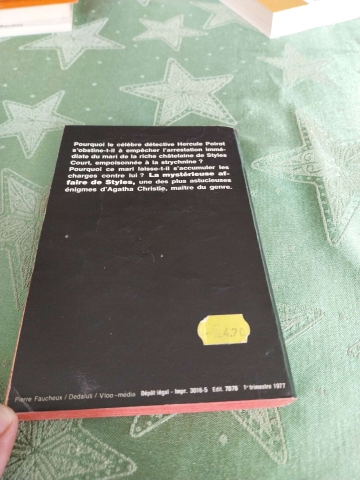 Pourquoi le célèbre détective Hercule Poirot
s'obstine-t-il à empêcher l'arrestation immé-
diate du mari de la riche châtelaine de Styles
Court, empoisonnée à la strychnine ?
Pourquoi ce mari laisse-t-il s'accumuler les
charges contre lui ? La mystérieuse af-
faire de Styles, une des plus astucieuses
énigmes d'Agatha Christie, maître du genre.
Pierre Faucheux / Dedalus / Vloo-média Dépôt légal - Impr. 3016-5 Edit. 7070 1er trimestre 1977